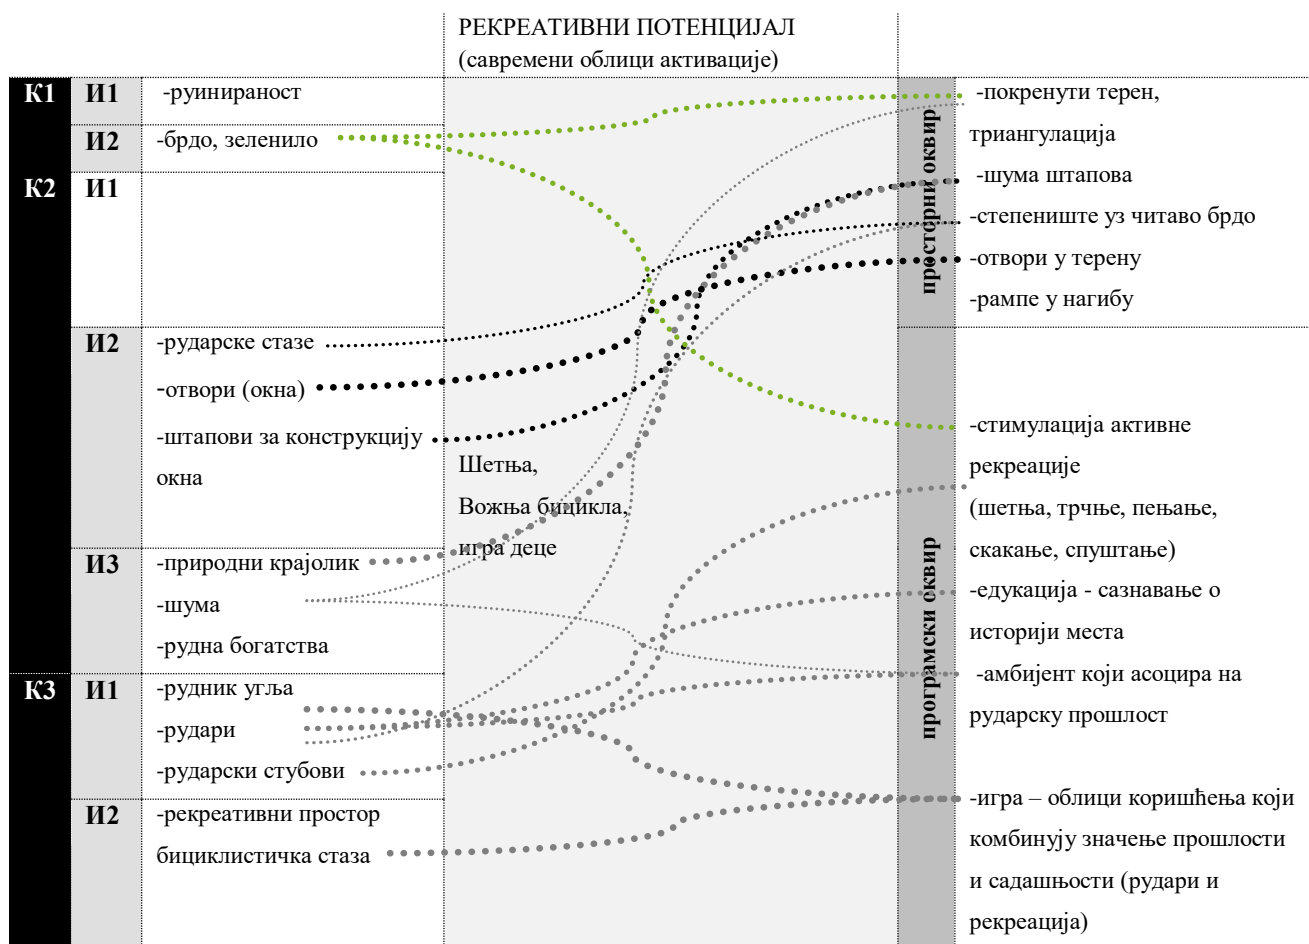 РЕКРЕАТИВНИ ПОТЕНЦИЈАЛ
(савремени облици активације)
К1
И1
-руинираност
И2
-брдо, зеленило
К2
И1
И2
-рударске стазе
-отвори (окна)
-штапови за конструкцију
окна
И3
-природни крајолик
-шума
-рудна богатства
К3
И1
-рудник угља
-рудари
-рударски стубови
И2
-рекреативни простор
бициклистичка стаза
Шетња,
Вожња бицикла,
игра деце
просторни оквир
-покренути терен,
триангулација
-шума штапова
-степениште уз читаво брдо
-отвори у терену
-рампе у нагибу
програмски оквир
-стимулација активне
рекреације
(шетња, трчње, пењање,
скакање, спуштање)
-едукација - сазнавање о
историји места
-амбијент који асоцира на
рударску прошлост
-игра – облици коришћења који
комбинују значење прошлости
и садашњости (рудари и
рекреација)